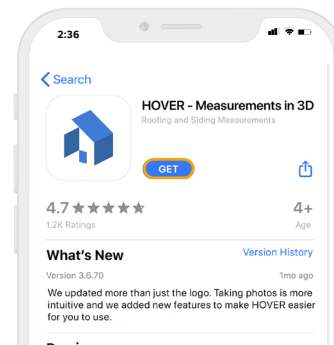 2:36
Search
HOVER - Measurements in 3D
Roofing and Siding Measurements
GET
4.7 ★★★★★
4+
1.2K Ratings
Age
What's New
Version History
Version 3.6.70
1mo ago
We updated more than just the logo. Taking photos is more
intuitive and we added new features to make HOVER easier
for you to use.